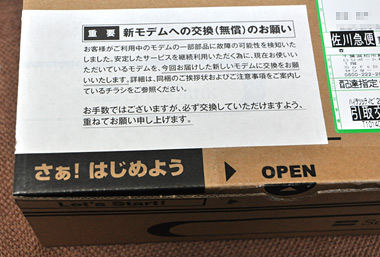 重要 新モデムへの交換(無償)のお願い
お客様がご利用中のモデムの一部部品に故障の可能性を検知いた
しました。安定したサービスを継続利用いただく為に、現在お使いい
ただいているモデムを、今回お届けした新しいモデムに交換をお願
いいたします。詳細は、同梱のご挨拶状およびご注意事項をご案内し
ているチラシをご参照ください。
お手数ではございますが、必ず交換していただけますよう、
重ねてお願い申し上げます。
佐川急便
配達指定
引取交
さぁ! はじめよう
OPEN
Let's Start!